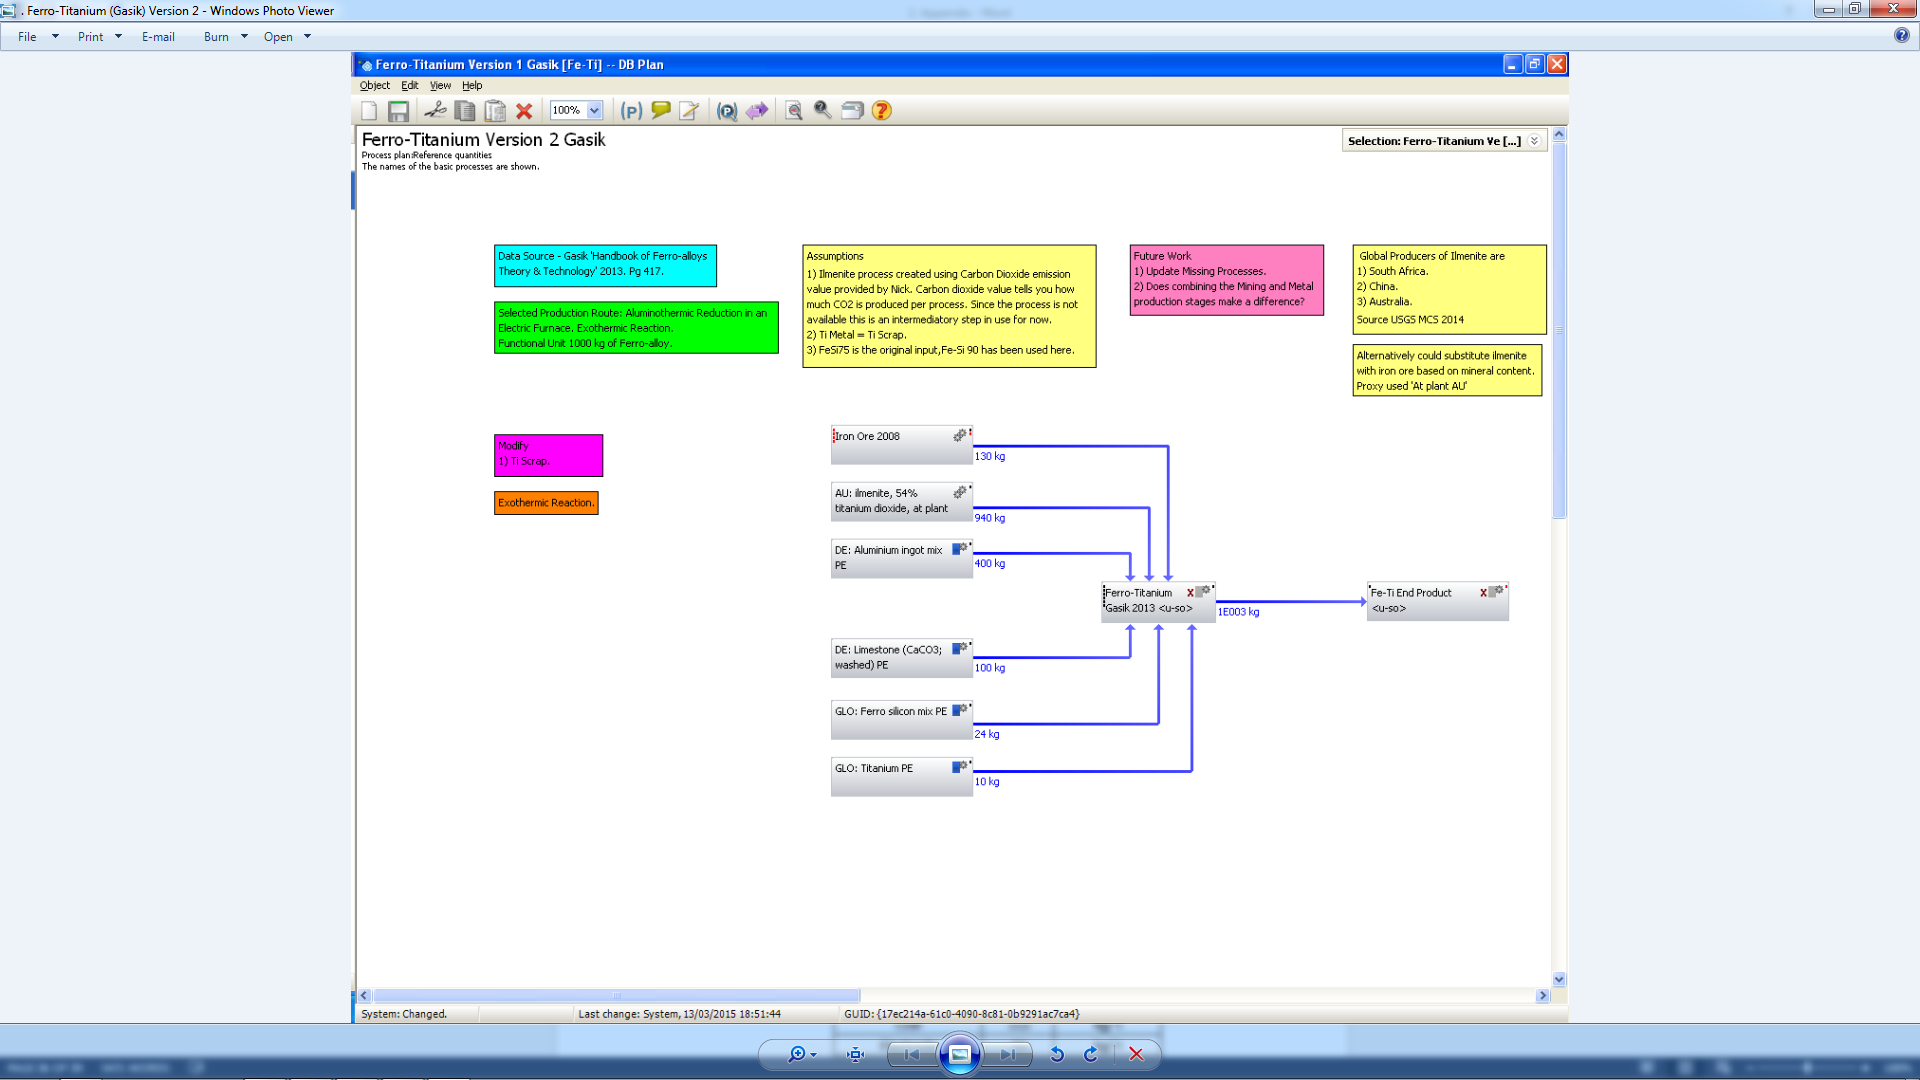 . Ferro-Titanium (Gasik) Version 2 - Windows Photo Viewer
File Print E-mail Burn Open
Ferro-Titanium Version 1 Gasik [Fe-Ti] -- DB Plan
Object Edit View Help
100%
Ferro-Titanium Version 2 Gasik
Process plan:Reference quantities
The names of the basic processes are shown.
Selection: Ferro-Titanium Ve [...]
Data Source - Gasik 'Handbook of Ferro-alloys
Theory & Technology' 2013. Pg 417.
Selected Production Route: Aluminothermic Reduction in an
Electric Furnace. Exothermic Reaction.
Functional Unit 1000 kg of Ferro-alloy.
Assumptions
1) Ilmenite process created using Carbon Dioxide emission
value provided by Nick. Carbon dioxide value tells you how
much CO2 is produced per process. Since the process is not
available this is an intermediatory step in use for now.
2) Ti Metal = Ti Scrap.
3) FeSi75 is the original input,Fe-Si 90 has been used here.
Future Work
1) Update Missing Processes.
2) Does combining the Mining and Metal
production stages make a difference?
Global Producers of Ilmenite are
1) South Africa.
2) China.
3) Australia.
Source USGS MCS 2014
Alternatively could substitute ilmenite
with iron ore based on mineral content.
Proxy used 'At plant AU'
Modify
1) Ti Scrap.
Exothermic Reaction.
Iron Ore 2008
130 kg
AU: ilmenite, 54%
titanium dioxide, at plant
940 kg
DE: Aluminium ingot mix
PE
400 kg
Ferro-Titanium
Gasik 2013 <u-so>
1E003 kg
Fe-Ti End Product
<u-so>
DE: Limestone (CaCO3;
washed) PE
100 kg
GLO: Ferro silicon mix PE
24 kg
GLO: Titanium PE
10 kg
System: Changed.
Last change: System, 13/03/2015 18:51:44
GUID: {17ec214a-61c0-4090-8c81-0b9291ac7ca4}